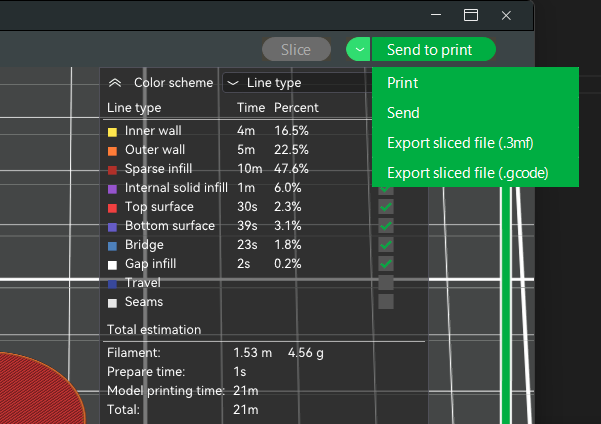 Slice Send to print
Print
Send
Export sliced file (.3mf)
Export sliced file (.gcode)
Color scheme Line type
Line type Time Percent
Inner wall 4m 16.5%
Outer wall 5m 22.5%
Sparse infill 10m 47.6%
Internal solid infill 1m 6.0%
Top surface 30s 2.3%
Bottom surface 39s 3.1%
Bridge 23s 1.8%
Gap infill 2s 0.2%
Travel
Seams
Total estimation
Filament: 1.53 m 4.56 g
Prepare time: 1s
Model printing time: 21m
Total: 21m